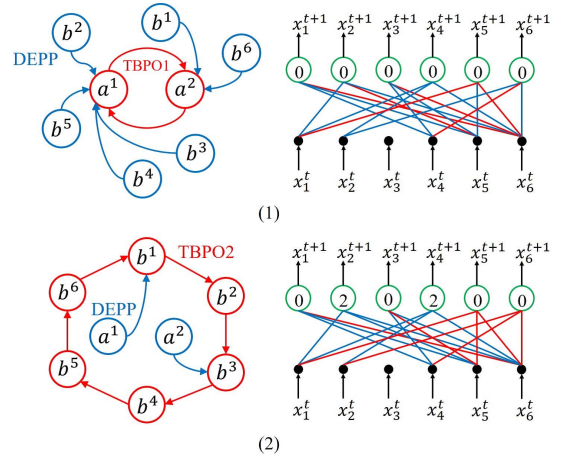 b² b¹
DEPP TBPO1 b⁶
a¹ a²
b⁵ b³
b⁴
x₁ᵗ⁺¹ x₂ᵗ⁺¹ x₃ᵗ⁺¹ x₄ᵗ⁺¹ x₅ᵗ⁺¹ x₆ᵗ⁺¹
0 0 0 0 0 0
x₁ᵗ x₂ᵗ x₃ᵗ x₄ᵗ x₅ᵗ x₆ᵗ
(1)
b¹ TBPO2
b⁶ b²
DEPP
a¹ a²
b⁵ b³
b⁴
x₁ᵗ⁺¹ x₂ᵗ⁺¹ x₃ᵗ⁺¹ x₄ᵗ⁺¹ x₅ᵗ⁺¹ x₆ᵗ⁺¹
0 2 0 2 0 0
x₁ᵗ x₂ᵗ x₃ᵗ x₄ᵗ x₅ᵗ x₆ᵗ
(2)